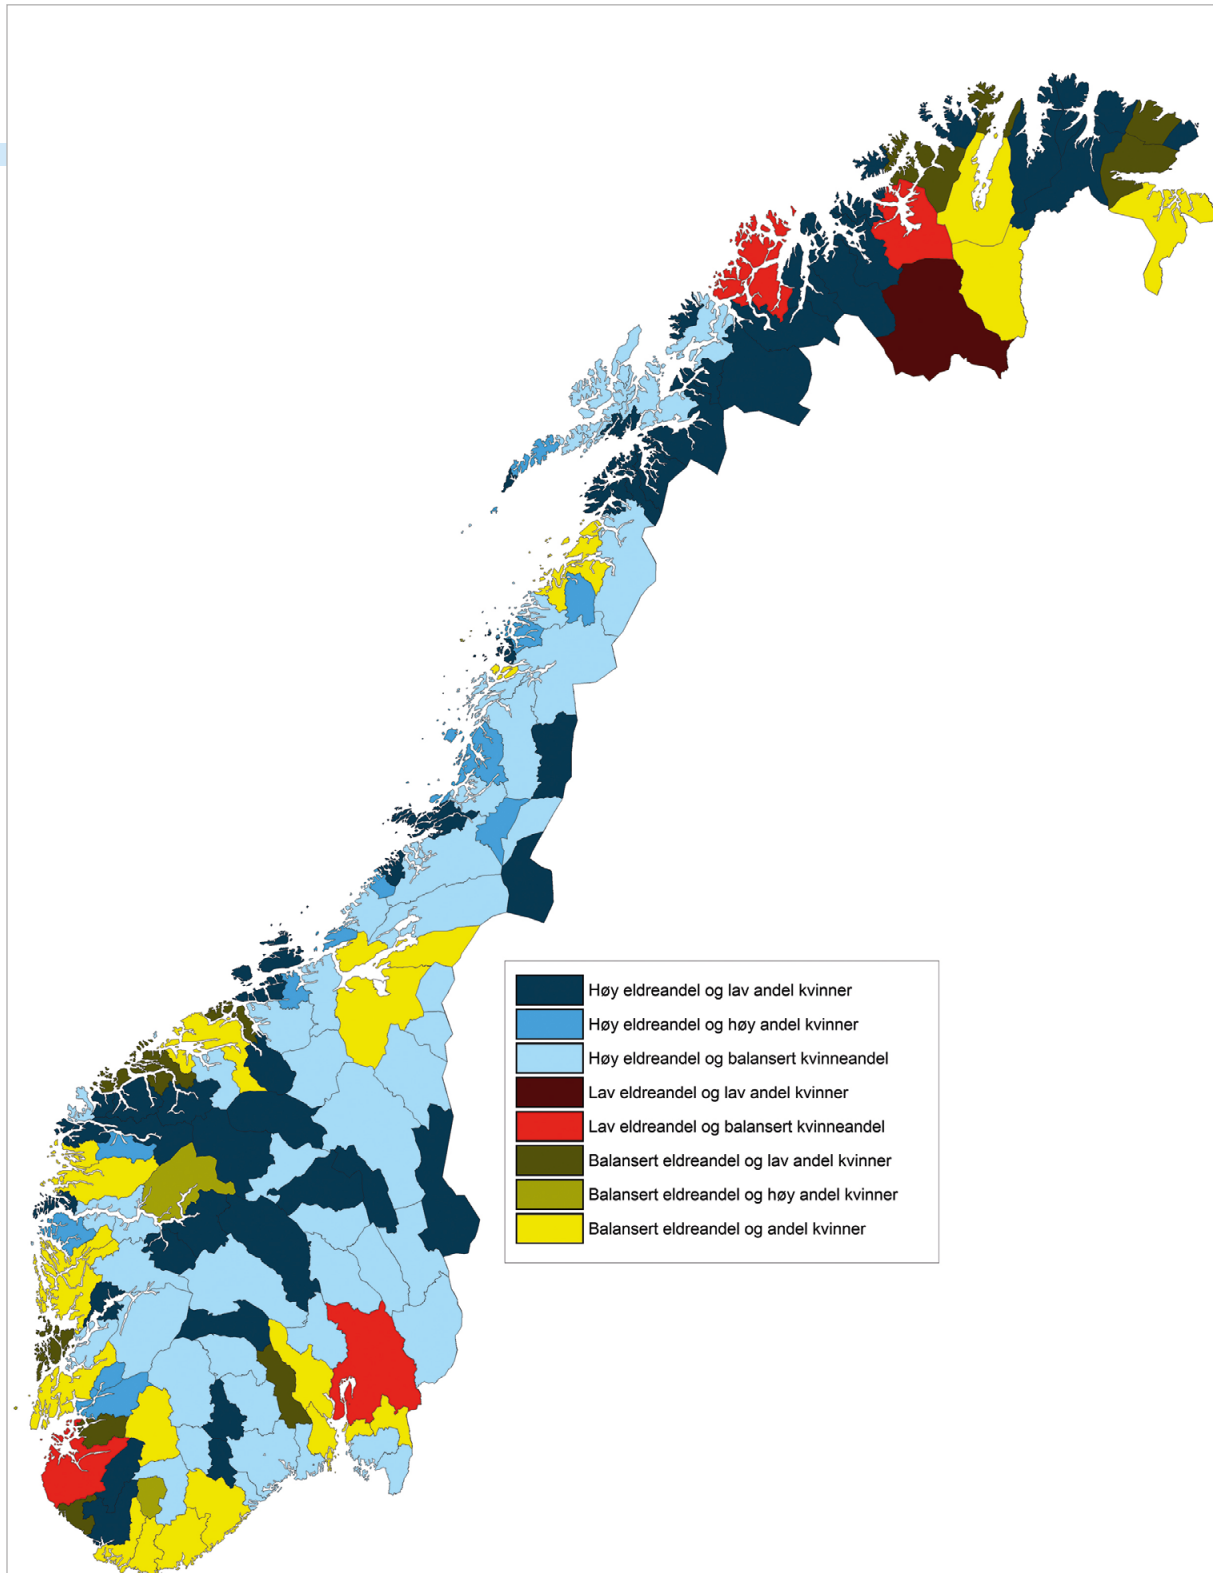 Høy eldreandel og lav andel kvinner
Høy eldreandel og høy andel kvinner
Høy eldreandel og balansert kvinneandel
Lav eldreandel og lav andel kvinner
Lav eldreandel og balansert kvinneandel
Balansert eldreandel og lav andel kvinner
Balansert eldreandel og høy andel kvinner
Balansert eldreandel og andel kvinner